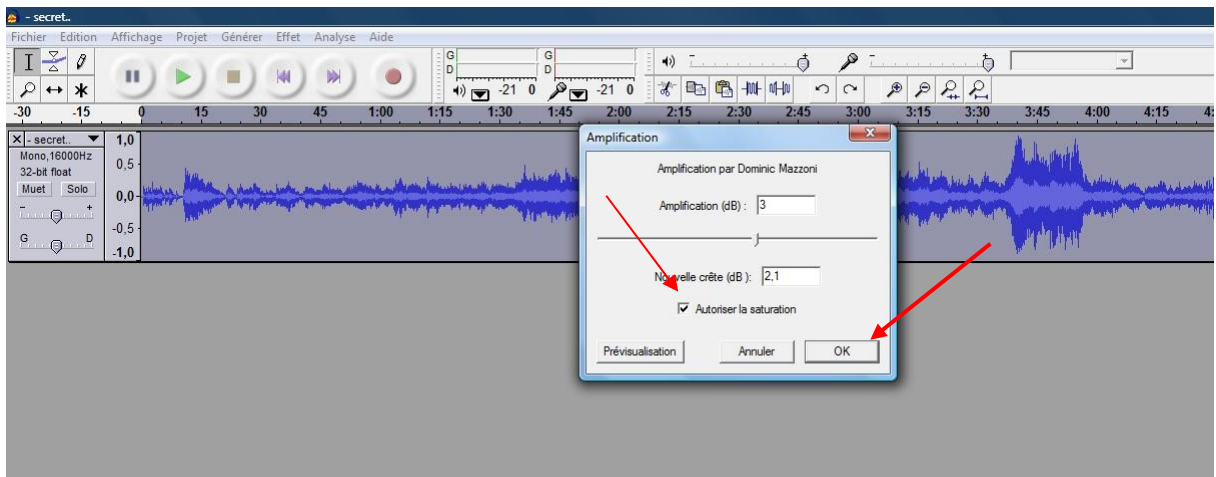 - secret..
Fichier Edition Affichage Projet Générer Effet Analyse Aide
G G
D D
-21 0 -21 0
-30 -15 0 15 30 45 1:00 1:15 1:30 1:45 2:00 2:15 2:30 2:45 3:00 3:15 3:30 3:45 4:00 4:15 4:
X - secret..
Mono,16000Hz
32-bit float
Muet Solo
- +
G D
1,0
0,5
0,0
-0,5
-1,0
Amplification
Amplification par Dominic Mazzoni
Amplification (dB) : 3
Nouvelle crête (dB ): 2,1
Autoriser la saturation
Prévisualisation Annuler OK